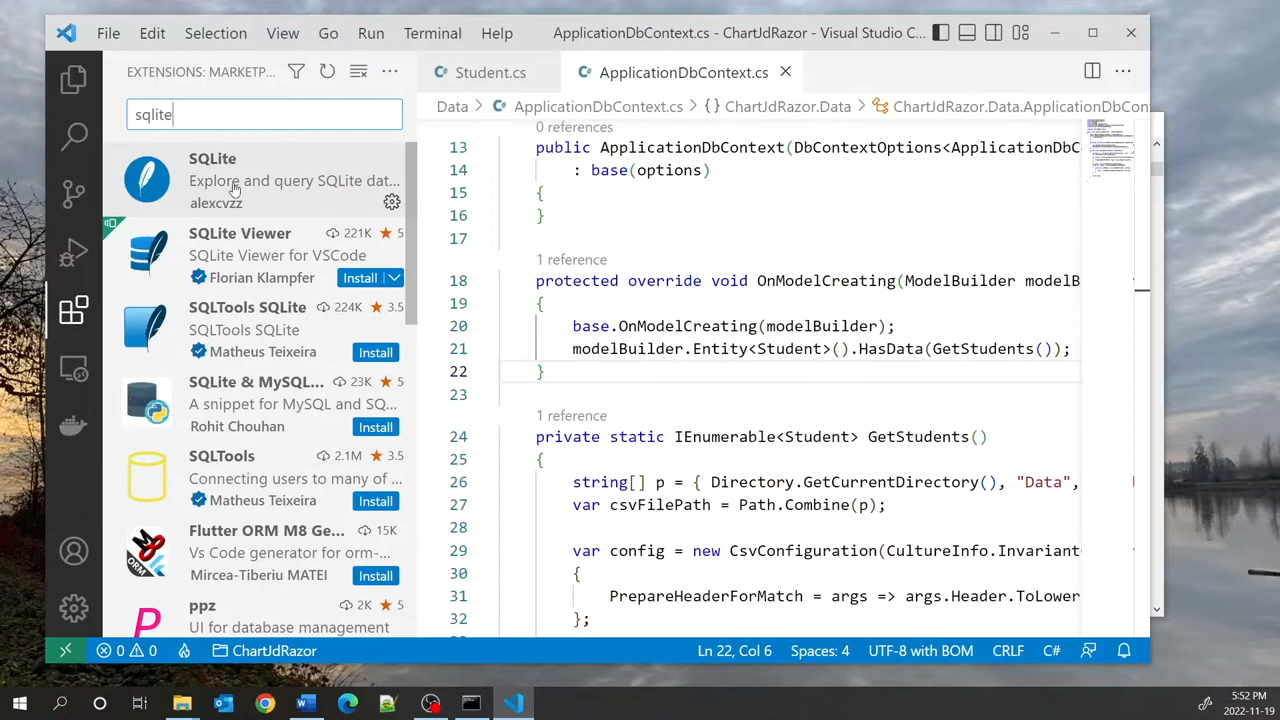 File Edit Selection View Go Run Terminal Help ApplicationDbContext.cs - ChartJdRazor - Visual Studio C...
EXTENSIONS: MARKETP...
sqlite
SQLite
Explore and query SQLite dat...
alexcvzz
SQLite Viewer 221K 5
SQLite Viewer for VSCode
Florian Klampfer Install
SQLTools SQLite 224K 3.5
SQLTools SQLite
Matheus Teixeira Install
SQLite & MySQL... 23K 5
A snippet for MySQL and SQ...
Rohit Chouhan Install
SQLTools 2.1M 3.5
Connecting users to many of ...
Matheus Teixeira Install
Flutter ORM M8 Ge... 15K
Vs Code generator for orm-...
Mircea-Tiberiu MATEI Install
ppz 2K 5
UI for database management
Student.cs ApplicationDbContext.cs
Data > ApplicationDbContext.cs > {} ChartJdRazor.Data > ChartJdRazor.Data.ApplicationDbCon
0 references
13 public ApplicationDbContext(DbContextOptions<ApplicationDbC
14 : base(options)
15 {
16 }
17
1 reference
18 protected override void OnModelCreating(ModelBuilder modelB
19 {
20 base.OnModelCreating(modelBuilder);
21 modelBuilder.Entity<Student>().HasData(GetStudents());
22 }
23
1 reference
24 private static IEnumerable<Student> GetStudents()
25 {
26 string[] p = { Directory.GetCurrentDirectory(), "Data",
27 var csvFilePath = Path.Combine(p);
28
29 var config = new CsvConfiguration(CultureInfo.Invariant
30 {
31 PrepareHeaderForMatch = args => args.Header.ToLower
32 };
0 0 ChartJdRazor Ln 22, Col 6 Spaces: 4 UTF-8 with BOM CRLF C#
5:52 PM
2022-11-19